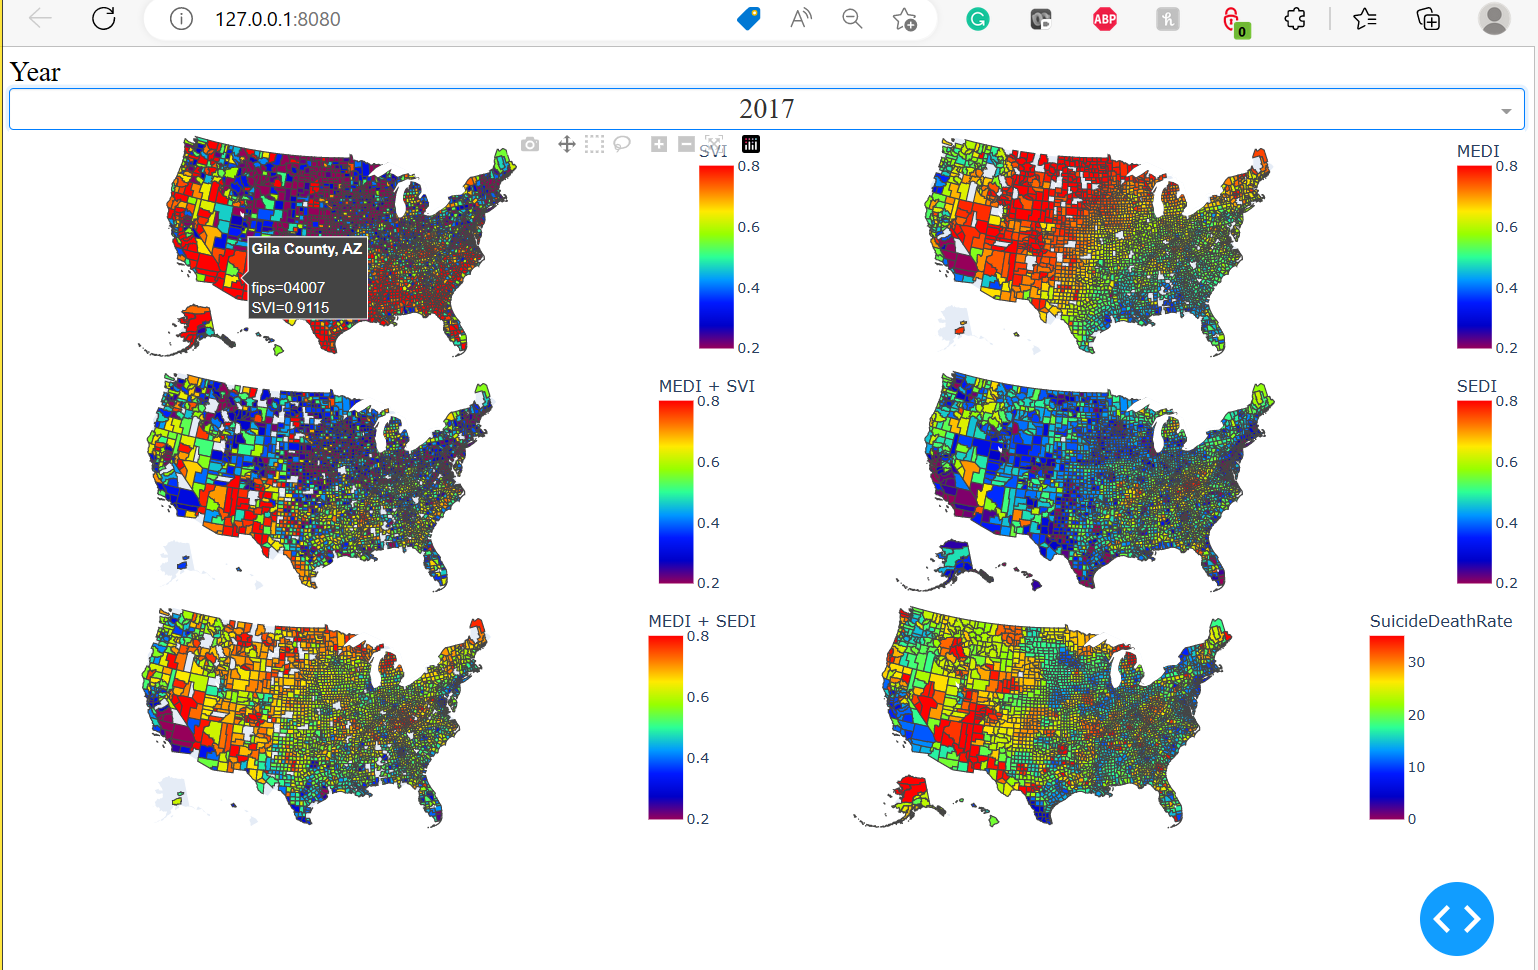 127.0.0.1:8080
A
G
ABP
h
0
Year
2017
SVI
0.8
0.6
0.4
0.2
Gila County, AZ
fips=04007
SVI=0.9115
MEDI
0.8
0.6
0.4
0.2
MEDI + SVI
0.8
0.6
0.4
0.2
SEDI
0.8
0.6
0.4
0.2
MEDI + SEDI
0.8
0.6
0.4
0.2
SuicideDeathRate
30
20
10
0